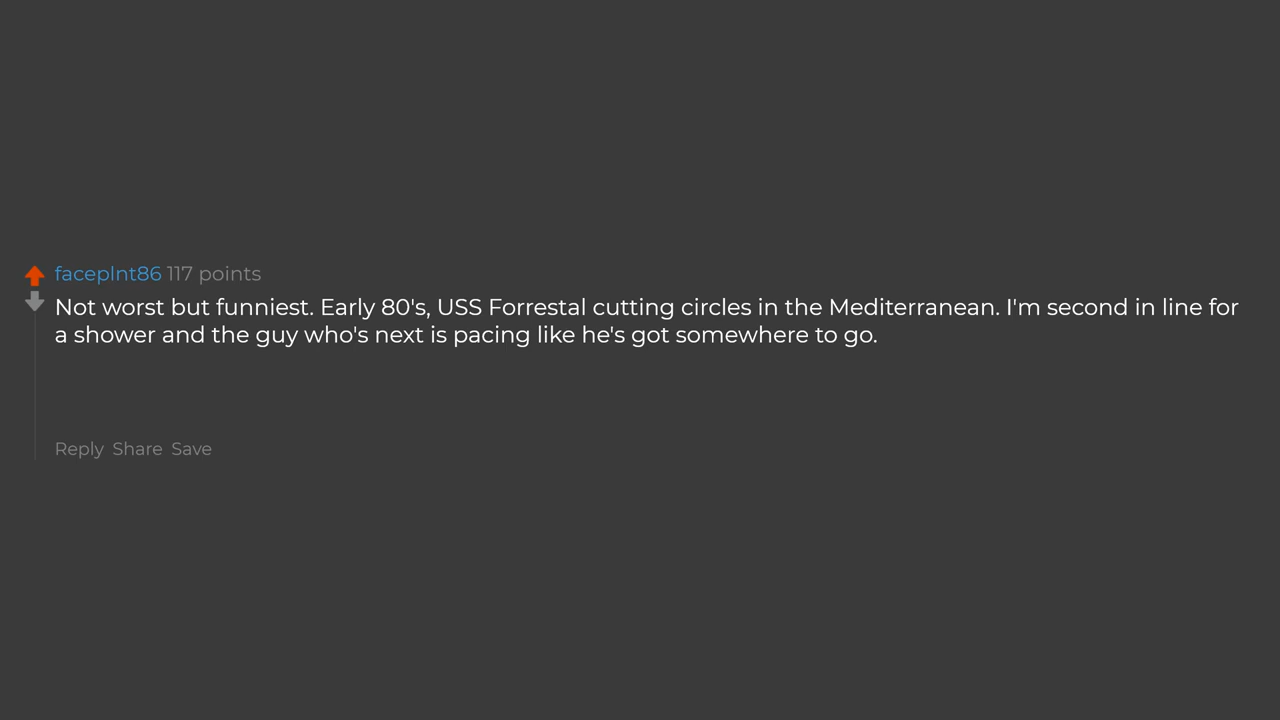 facepInt86 117 points
Not worst but funniest. Early 80's, USS Forrestal cutting circles in the Mediterranean. I'm second in line for
a shower and the guy who's next is pacing like he's got somewhere to go.
Reply Share Save